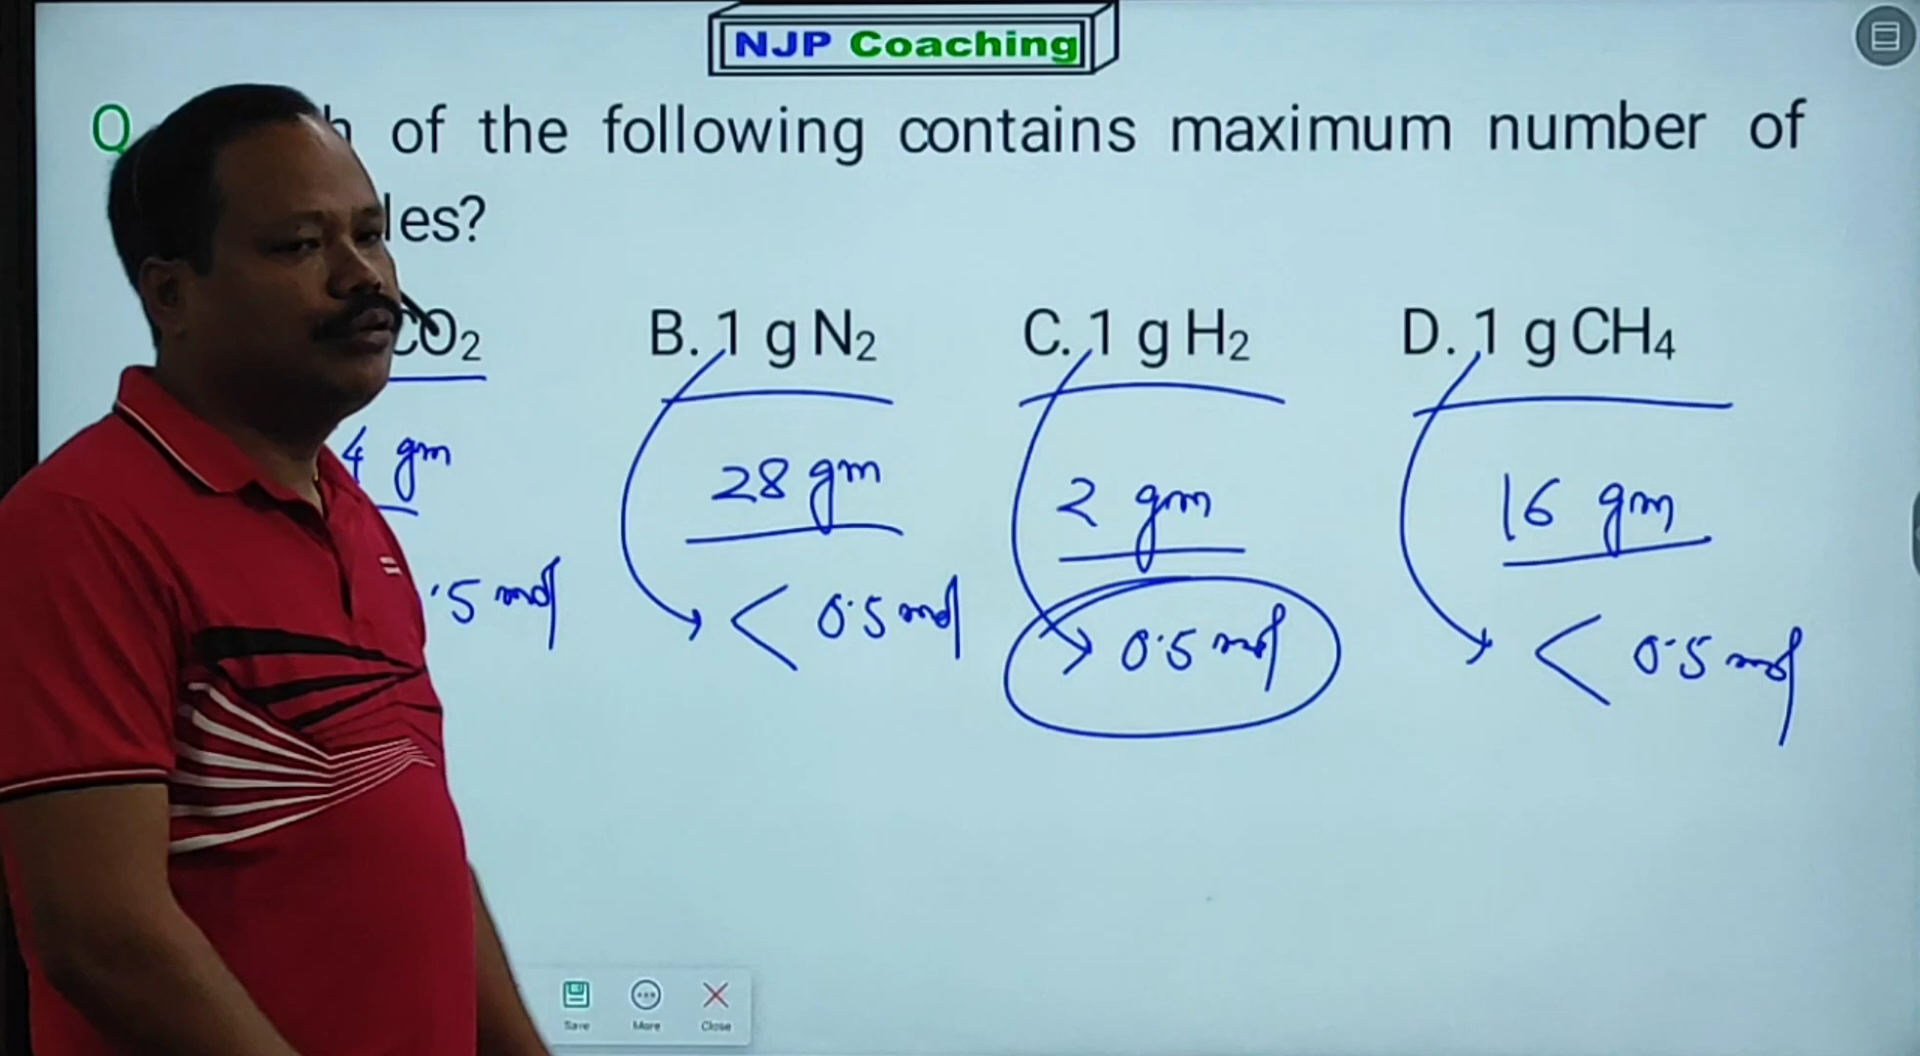 NJP Coaching
Q of the following contains maximum number of
les?
CO₂ B. 1 g N₂ C. 1 g H₂ D. 1 g CH₄
4 gm 28 gm 2 gm 16 gm
.5 mol < 0.5 mol 0.5 mol < 0.5 mol
Save More Close